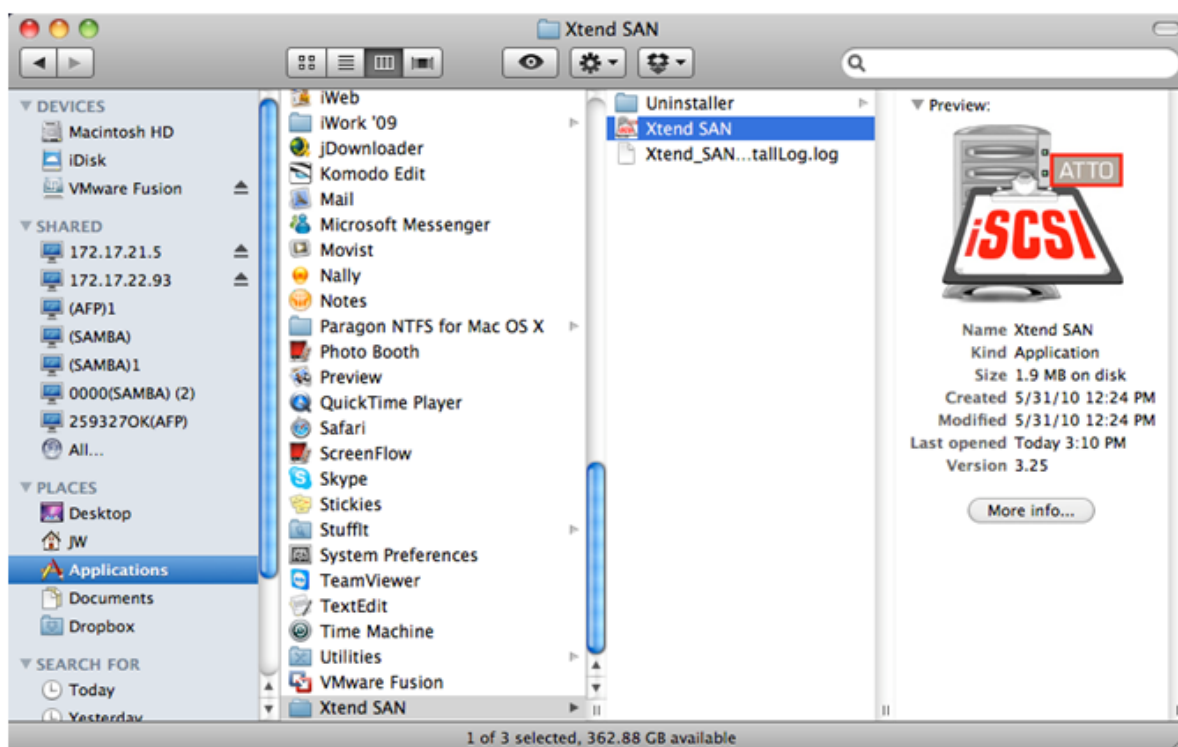 Xtend SAN
DEVICES
Macintosh HD
iDisk
VMware Fusion
SHARED
172.17.21.5
172.17.22.93
(AFP)1
(SAMBA)
(SAMBA)1
0000(SAMBA) (2)
259327OK(AFP)
All...
PLACES
Desktop
JW
Applications
Documents
Dropbox
SEARCH FOR
Today
Yesterday
iWeb
iWork '09
jDownloader
Komodo Edit
Mail
Microsoft Messenger
Movist
Nally
Notes
Paragon NTFS for Mac OS X
Photo Booth
Preview
QuickTime Player
Safari
ScreenFlow
Skype
Stickies
StuffIt
System Preferences
TeamViewer
TextEdit
Time Machine
Utilities
VMware Fusion
Xtend SAN
Uninstaller
Xtend SAN
Xtend_SAN...tallLog.log
Preview:
ATTO
iSCSI
Name Xtend SAN
Kind Application
Size 1.9 MB on disk
Created 5/31/10 12:24 PM
Modified 5/31/10 12:24 PM
Last opened Today 3:10 PM
Version 3.25
More info...
1 of 3 selected, 362.88 GB available